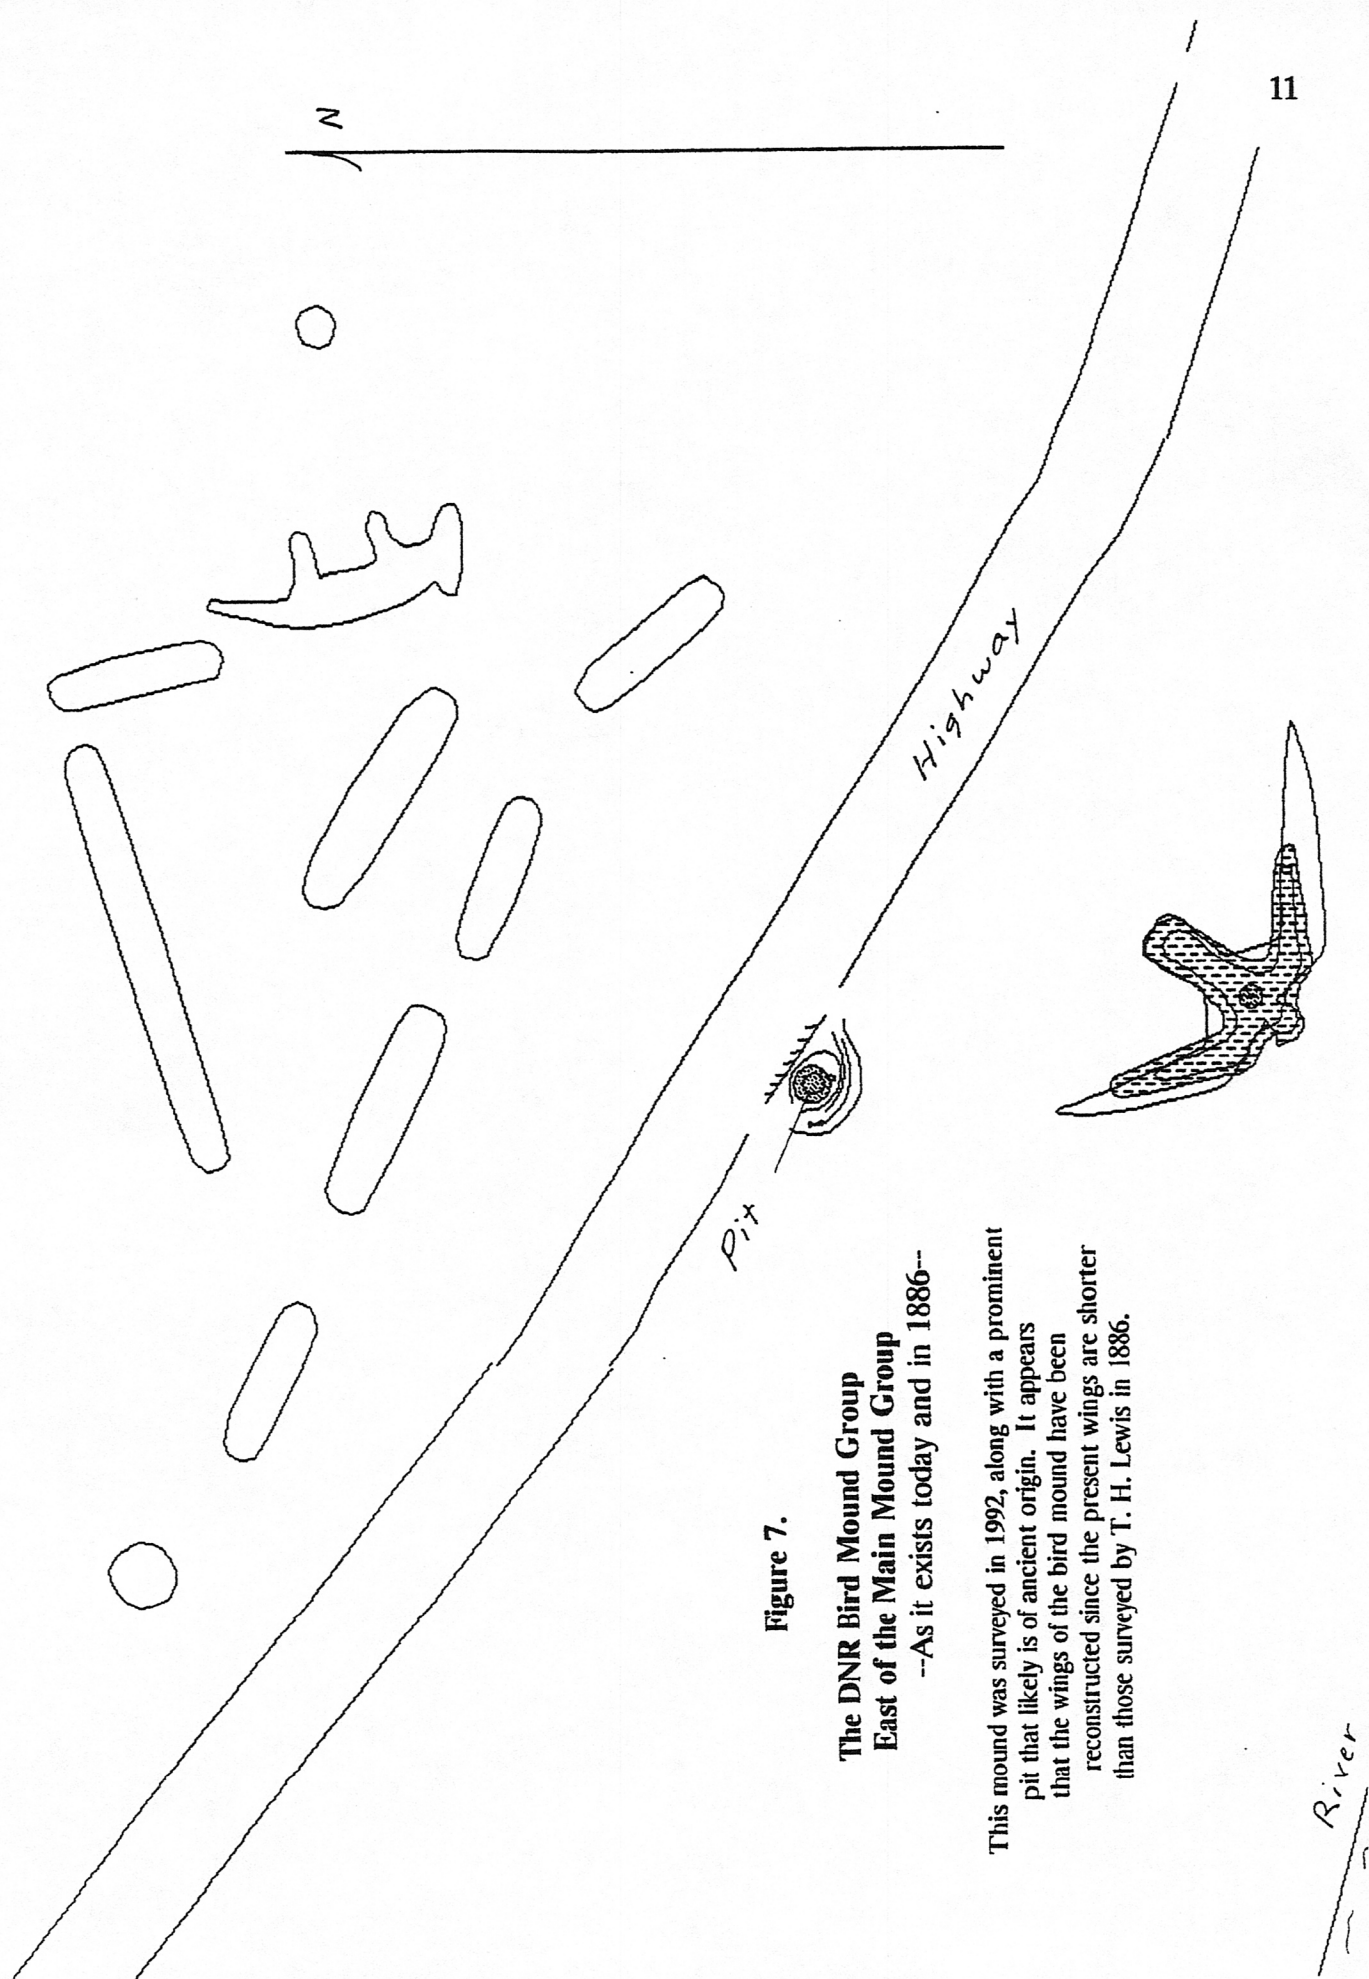 11
N
Highway
Pit
Figure 7.
The DNR Bird Mound Group
East of the Main Mound Group
--As it exists today and in 1886--
This mound was surveyed in 1992, along with a prominent
pit that likely is of ancient origin. It appears
that the wings of the bird mound have been
reconstructed since the present wings are shorter
than those surveyed by T. H. Lewis in 1886.
River